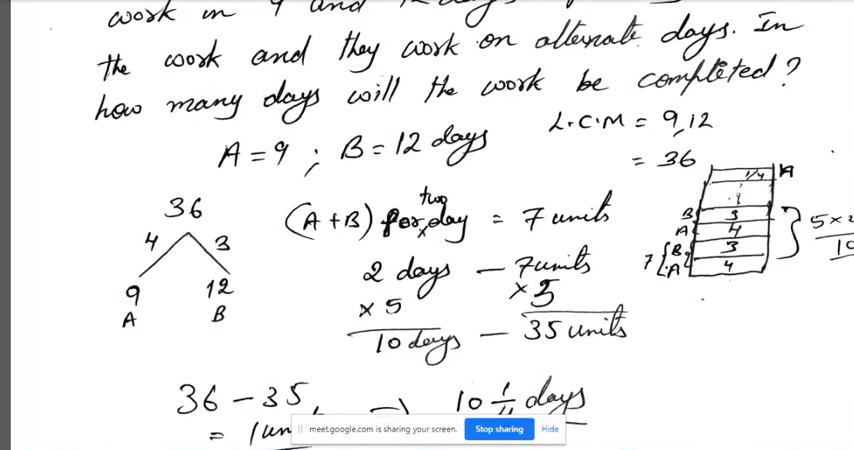 work in 9 and 12 days
the work and they work on alternate days. In
how many days will the work be completed?
A = 9 ; B = 12 days
L.C.M = 9,12
= 36
36
4 3
9 12
A B
(A+B) for two day = 7 units
2 days — 7 units
× 5 × 5
10 days — 35 units
1/4 A
B 3
A 4
7 { B 3
A 4
5 × 2
10
36 - 35
= 1 un
10 1/4 days
meet.google.com is sharing your screen.
Stop sharing
Hide